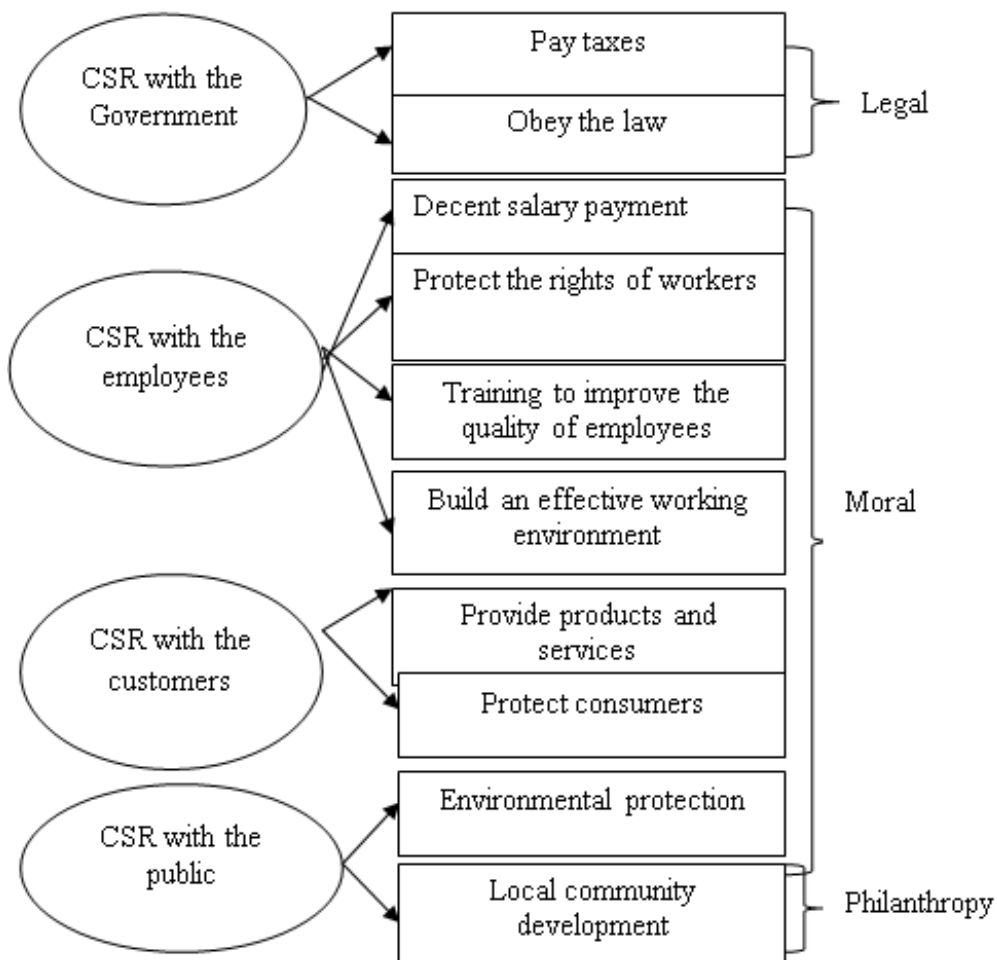 CSR with the
Government
Pay taxes
Obey the law
Legal
CSR with the
employees
Decent salary payment
Protect the rights of workers
Training to improve the
quality of employees
Build an effective working
environment
Moral
CSR with the
customers
Provide products and
services
Protect consumers
CSR with the
public
Environmental protection
Local community
development
Philanthropy